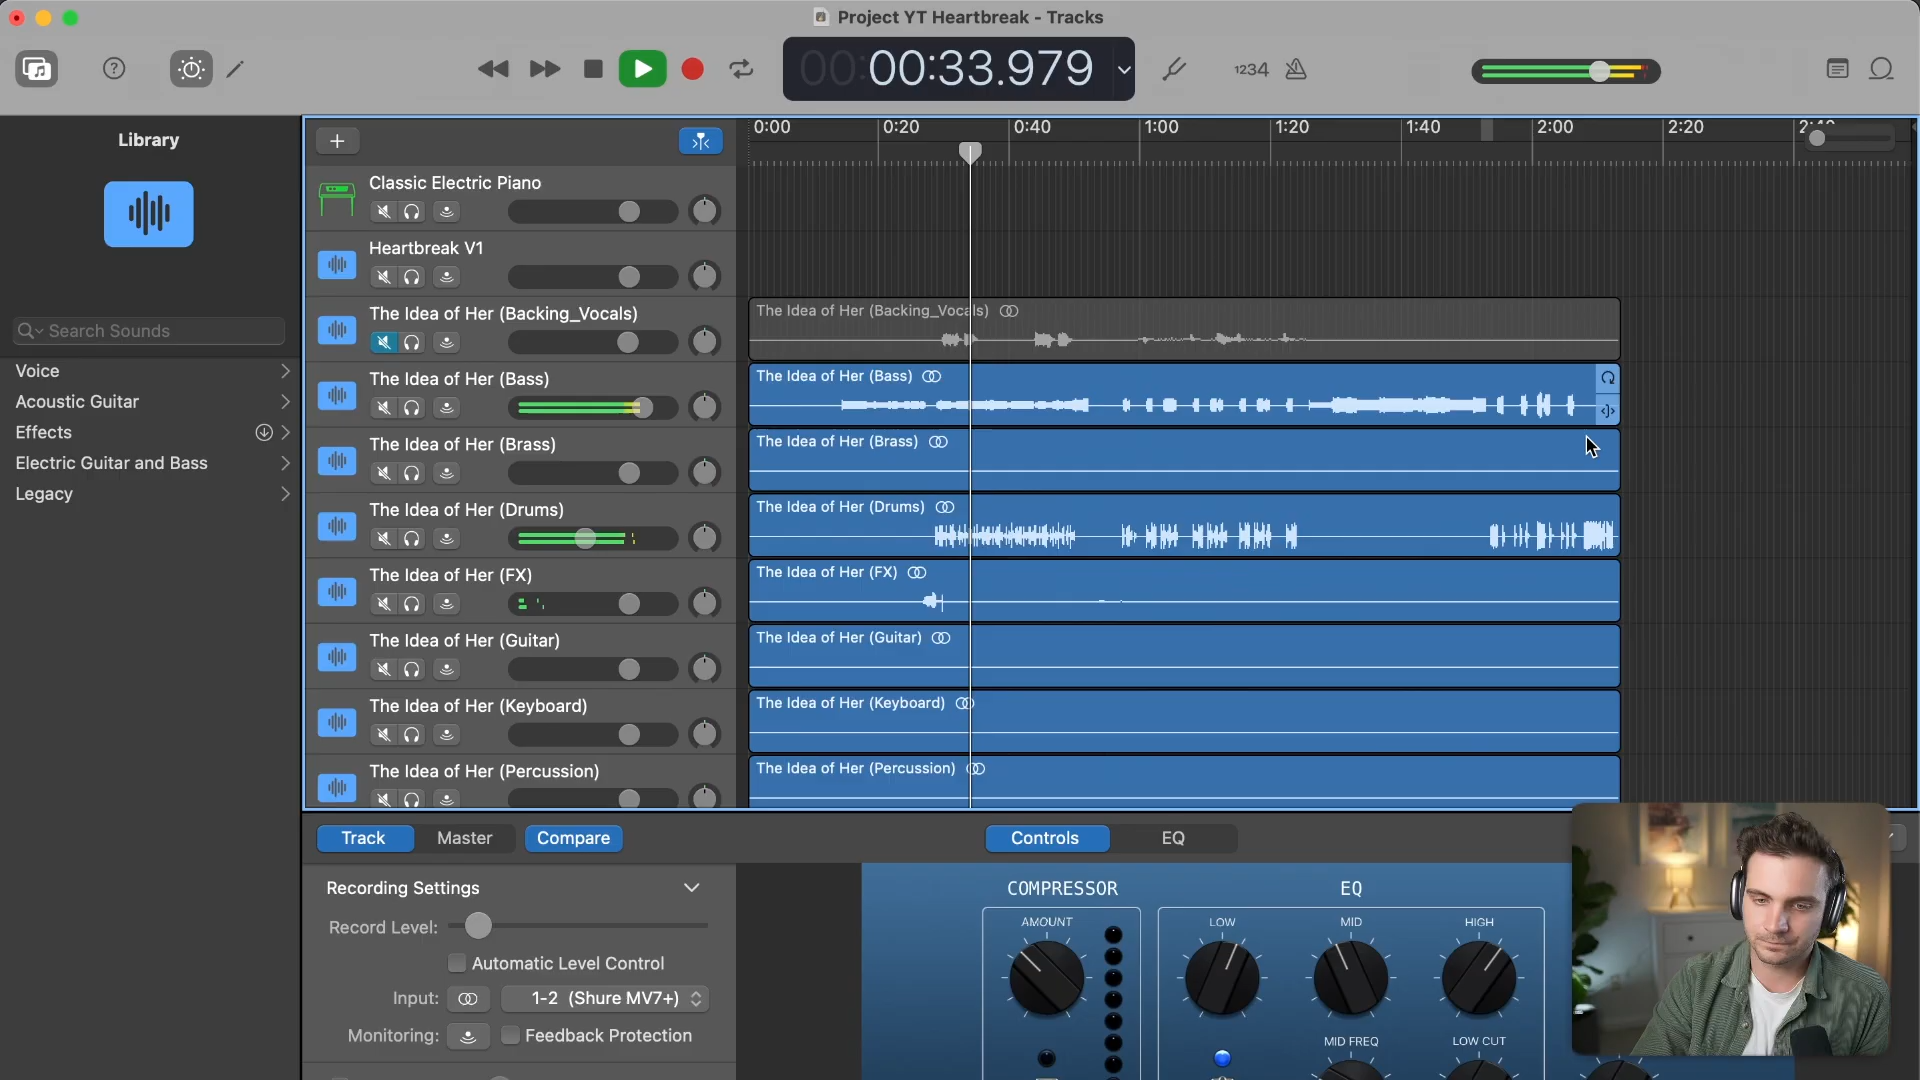 Project YT Heartbreak - Tracks
00:00:33.979
1234
Library
Search Sounds
Voice
Acoustic Guitar
Effects
Electric Guitar and Bass
Legacy
0:00 0:20 0:40 1:00 1:20 1:40 2:00 2:20 2:40
Classic Electric Piano
Heartbreak V1
The Idea of Her (Backing_Vocals)
The Idea of Her (Bass)
The Idea of Her (Brass)
The Idea of Her (Drums)
The Idea of Her (FX)
The Idea of Her (Guitar)
The Idea of Her (Keyboard)
The Idea of Her (Percussion)
The Idea of Her (Backing_Vocals)
The Idea of Her (Bass)
The Idea of Her (Brass)
The Idea of Her (Drums)
The Idea of Her (FX)
The Idea of Her (Guitar)
The Idea of Her (Keyboard)
The Idea of Her (Percussion)
Track Master Compare
Controls EQ
Recording Settings
Record Level:
Automatic Level Control
Input: 1-2 (Shure MV7+)
Monitoring: Feedback Protection
COMPRESSOR
AMOUNT
EQ
LOW MID HIGH
MID FREQ LOW CUT